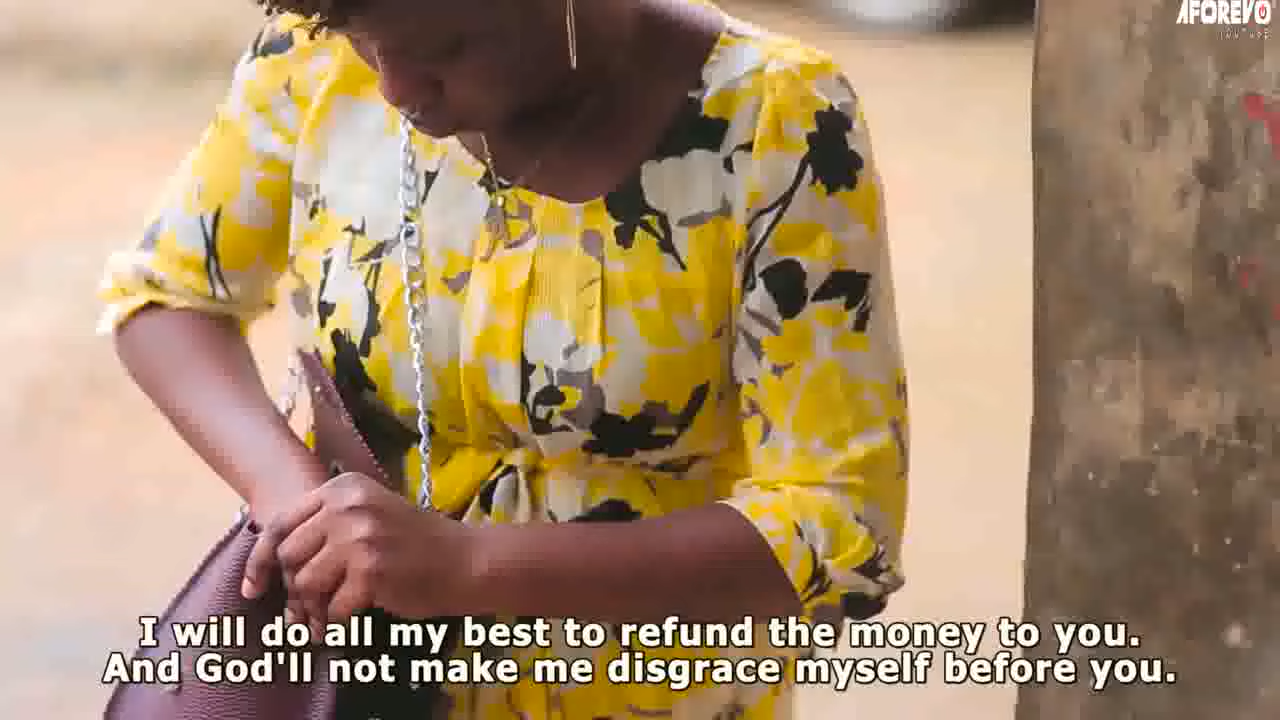 AFOREVO
YOUTUBE
I will do all my best to refund the money to you.
And God'll not make me disgrace myself before you.